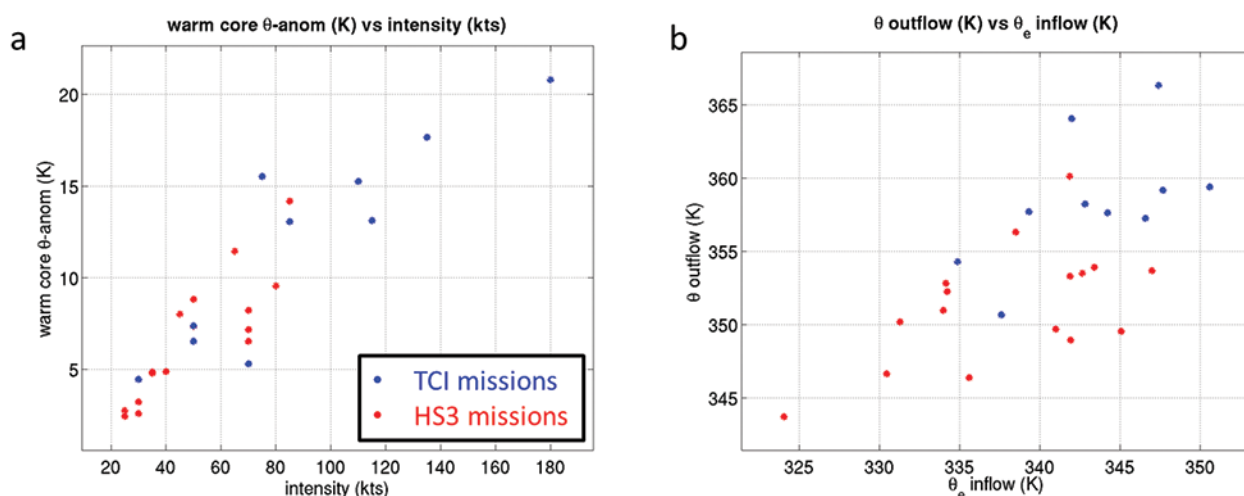 a
warm core θ-anom (K) vs intensity (kts)
warm core θ-anom (K)
20
15
10
5
20 40 60 80 100 120 140 160 180
intensity (kts)
TCI missions
HS3 missions
b
θ outflow (K) vs θe inflow (K)
θ outflow (K)
365
360
355
350
345
325 330 335 340 345 350
θe inflow (K)